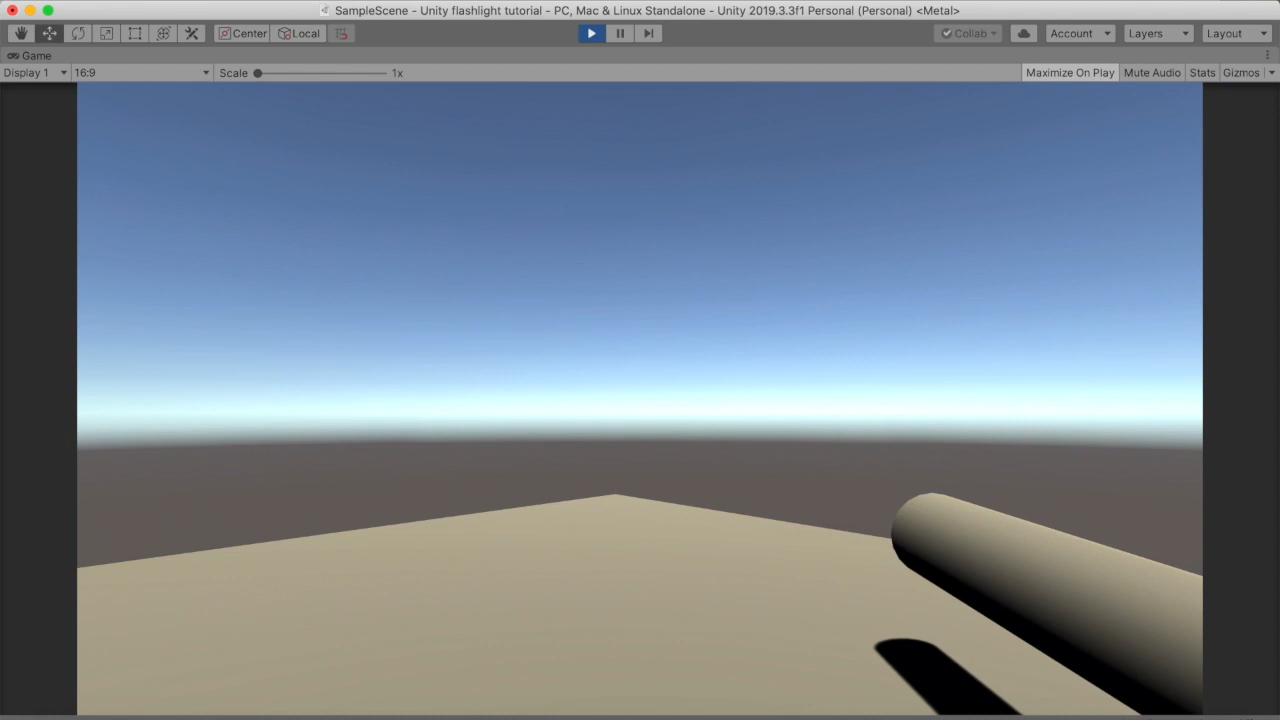 SampleScene - Unity flashlight tutorial - PC, Mac & Linux Standalone - Unity 2019.3.3f1 Personal (Personal) <Metal>
Center Local Collab Account Layers Layout
Game
Display 1 16:9 Scale 1x Maximize On Play Mute Audio Stats Gizmos